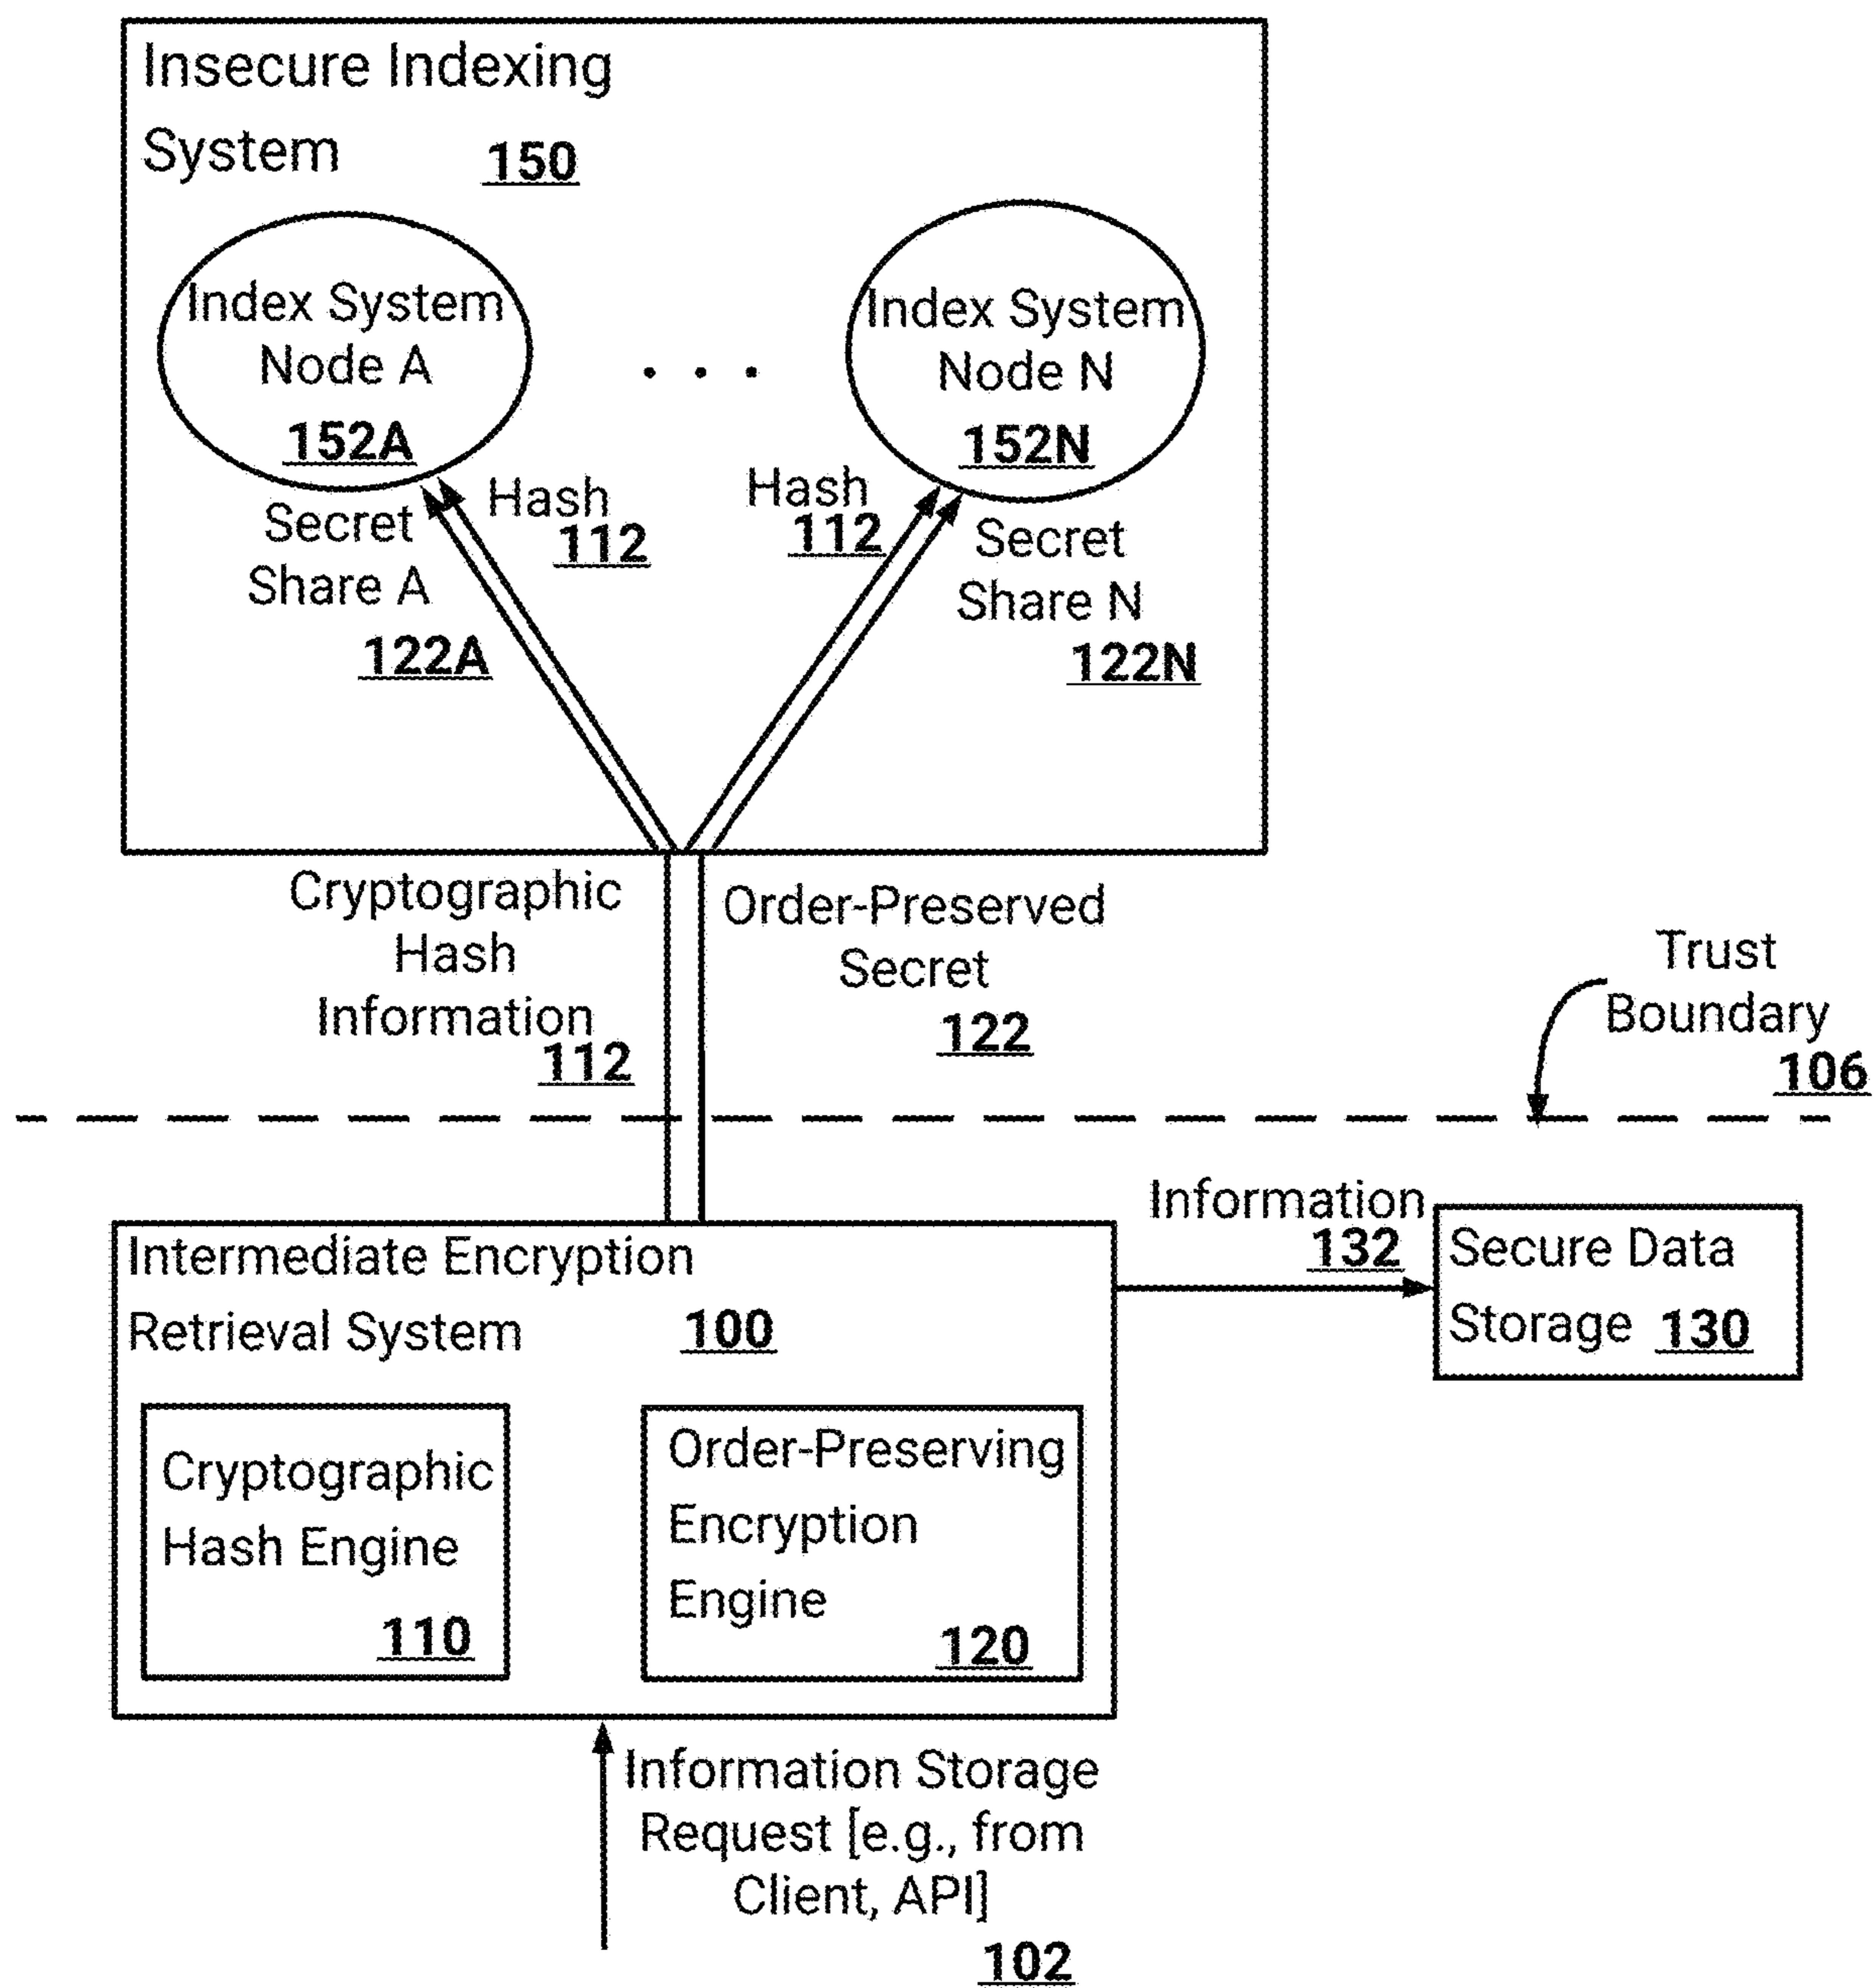 Insecure Indexing
System 150
Index System
Node A
152A
. . .
Index System
Node N
152N
Hash
112
Secret
Share A
122A
Hash
112
Secret
Share N
122N
Cryptographic
Hash
Information
112
Order-Preserved
Secret
122
Trust
Boundary
106
Information
132
Secure Data
Storage 130
Intermediate Encryption
Retrieval System 100
Cryptographic
Hash Engine
110
Order-Preserving
Encryption
Engine
120
Information Storage
Request [e.g., from
Client, API]
102